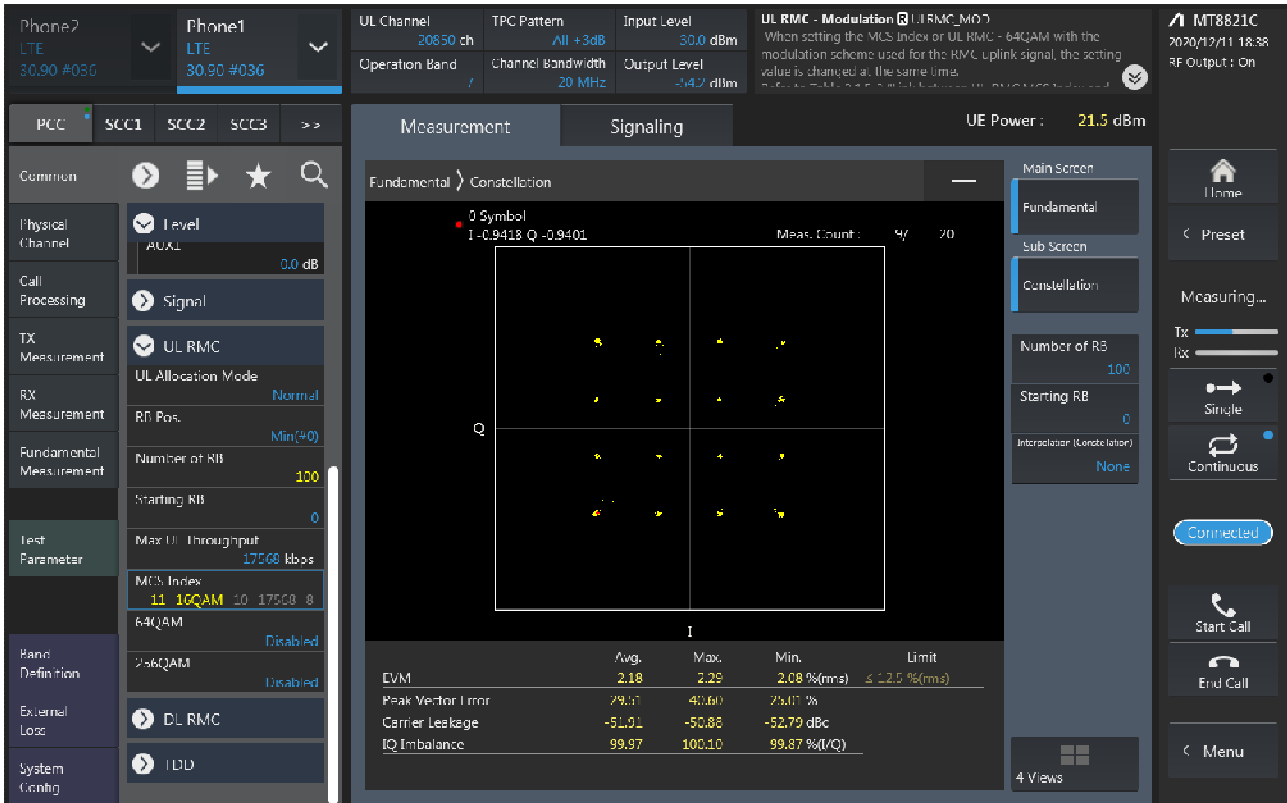 Phone2
LTE
30.90 #036
Phone1
LTE
30.90 #036
UL Channel
20850 ch
TPC Pattern
All +3dB
Input Level
30.0 dBm
Operation Band
7
Channel Bandwidth
20 MHz
Output Level
-54.2 dBm
UL RMC - Modulation R ULRMC_MOD
When setting the MCS Index or UL RMC - 64QAM with the
modulation scheme used for the RMC uplink signal, the setting
value is changed at the same time.
MT8821C
2020/12/11 18:38
RF Output : On
PCC
SCC1
SCC2
SCC3
>>
Measurement
Signaling
UE Power :
21.5 dBm
Common
Physical
Channel
Call
Processing
TX
Measurement
RX
Measurement
Fundamental
Measurement
Test
Parameter
Band
Definition
External
Loss
System
Config
Level
AUX1
0.0 dB
Signal
UL RMC
UL Allocation Mode
Normal
RB Pos.
Min(#0)
Number of RB
100
Starting RB
0
Max UL Throughput
17568 kbps
MCS Index
11 16QAM 10 17568 8
64QAM
Disabled
256QAM
Disabled
DL RMC
TDD
Fundamental > Constellation
0 Symbol
I -0.9418 Q -0.9401
Meas. Count : 9/ 20
Q
I
Avg. Max. Min. Limit
EVM 2.18 2.29 2.08 %(rms) ≤ 12.5 %(rms)
Peak Vector Error 29.51 40.60 25.01 %
Carrier Leakage -51.91 -50.88 -52.79 dBc
IQ Imbalance 99.97 100.10 99.87 %(I/Q)
Main Screen
Fundamental
Sub Screen
Constellation
Number of RB
100
Starting RB
0
Interpolation (Constellation)
None
4 Views
Home
< Preset
Measuring...
Tx
Rx
Single
Continuous
Connected
Start Call
End Call
< Menu